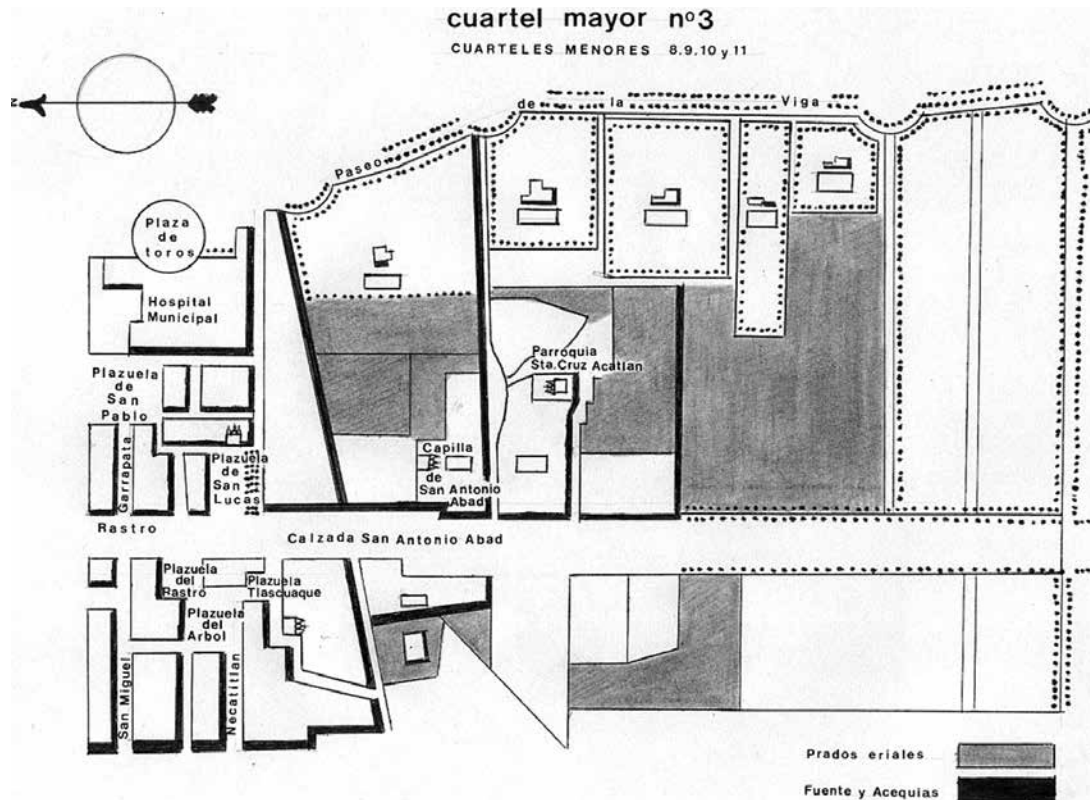 cuartel mayor nº3
CUARTELES MENORES 8.9.10 y 11
N
Paseo de la Viga
Plaza
de
toros
Hospital
Municipal
Plazuela
de
San
Pablo
Garrapata
Plazuela
de
San
Lucas
Parroquia
Sta. Cruz Acatlan
Capilla
de
San Antonio
Abad
Rastro
Calzada San Antonio Abad
Plazuela
del
Rastro
Plazuela
Tlascuaque
Plazuela
del
Arbol
San Miguel
Necatitlan
Prados eriales
Fuente y Acequias